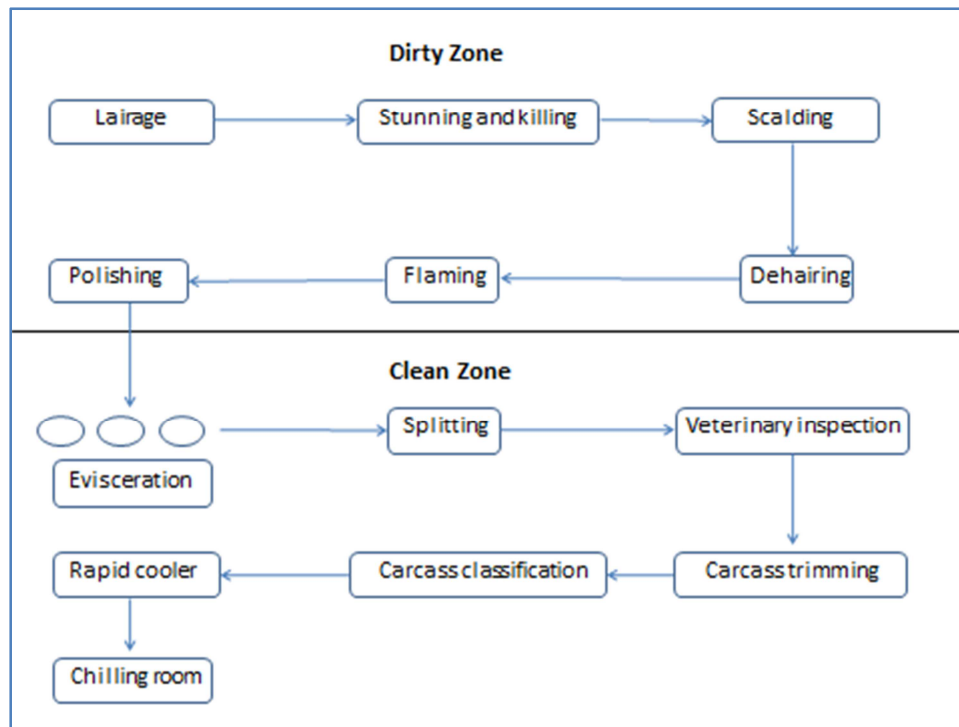 Dirty Zone
Lairage
Stunning and killing
Scalding
Polishing
Flaming
Dehairing
Clean Zone
Splitting
Veterinary inspection
Evisceration
Rapid cooler
Carcass classification
Carcass trimming
Chilling room